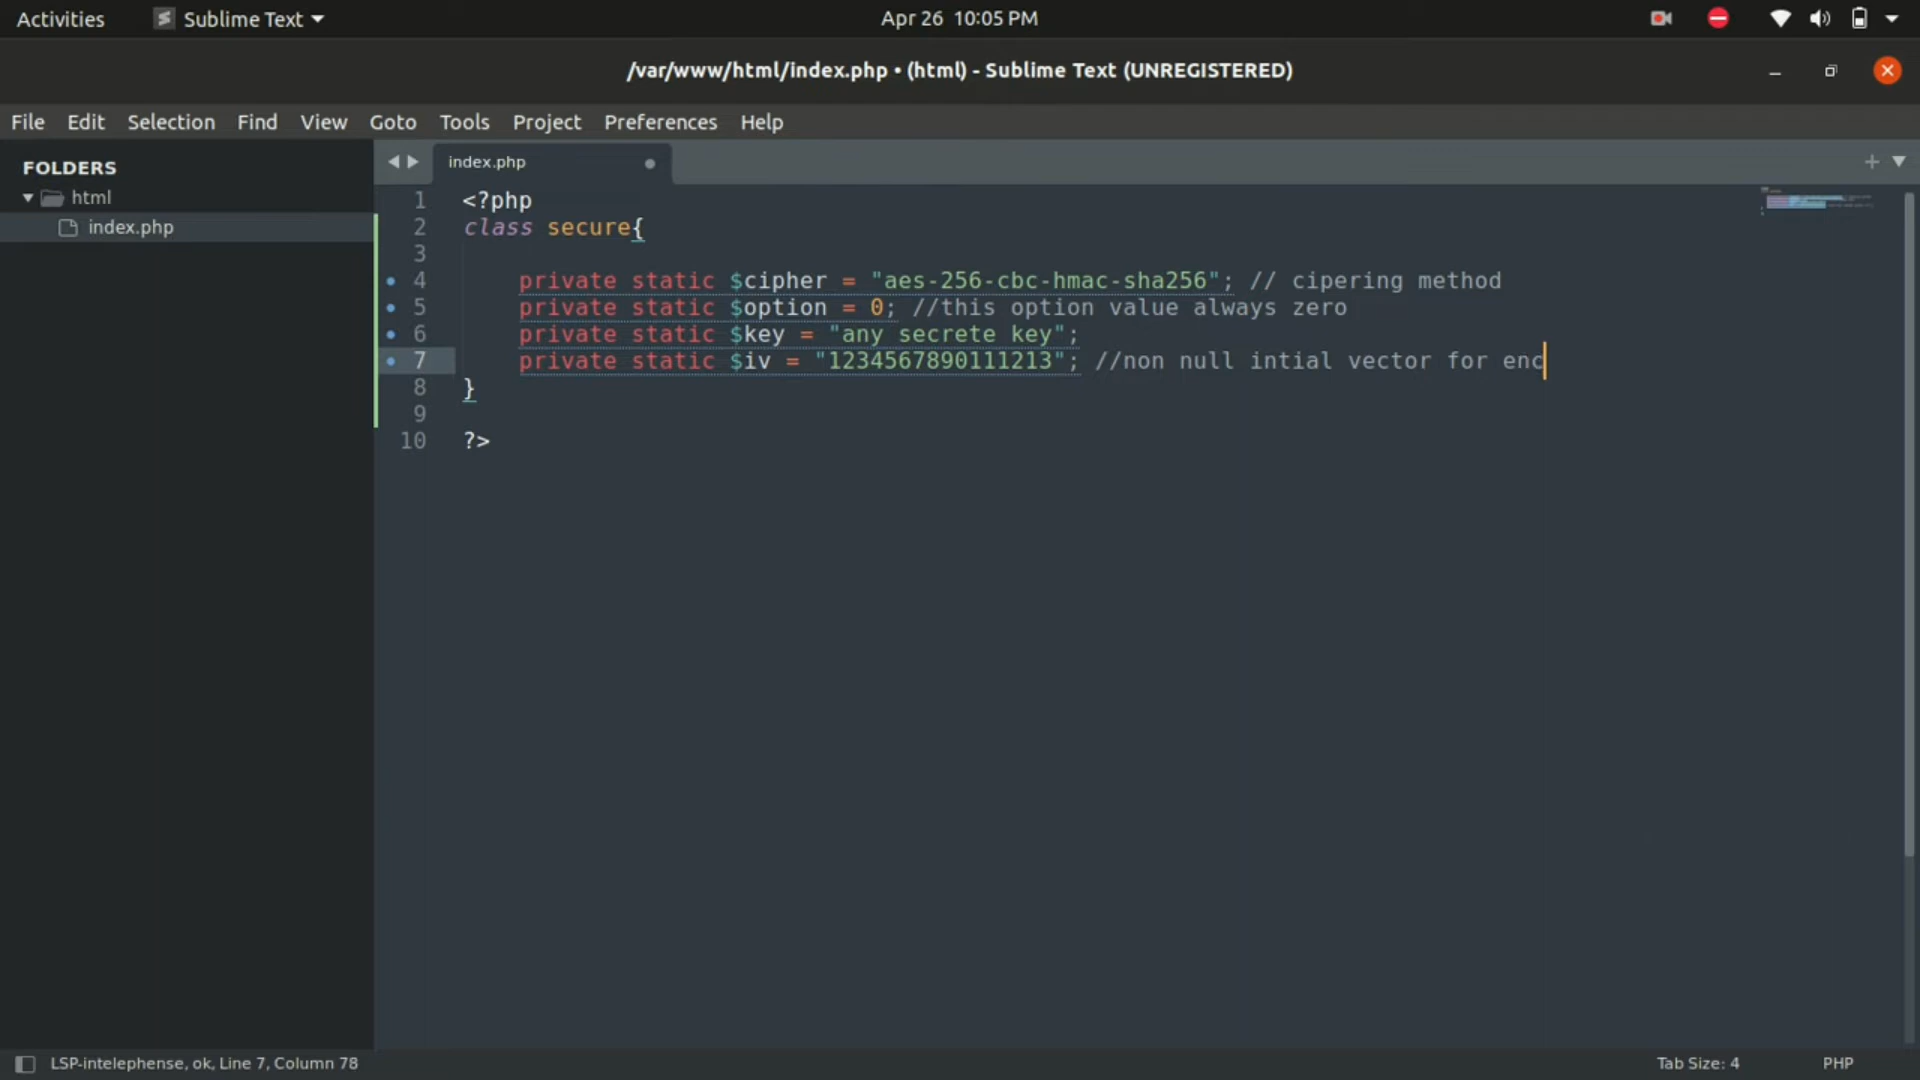 Activities Sublime Text Apr 26 10:05 PM
/var/www/html/index.php • (html) - Sublime Text (UNREGISTERED)
File Edit Selection Find View Goto Tools Project Preferences Help
FOLDERS
html
index.php
index.php
1 <?php
2 class secure{
3
4 private static $cipher = "aes-256-cbc-hmac-sha256"; // cipering method
5 private static $option = 0; //this option value always zero
6 private static $key = "any secrete key";
7 private static $iv = "1234567890111213"; //non null intial vector for enc
8 }
9
10 ?>
LSP-intelephense, ok, Line 7, Column 78 Tab Size: 4 PHP